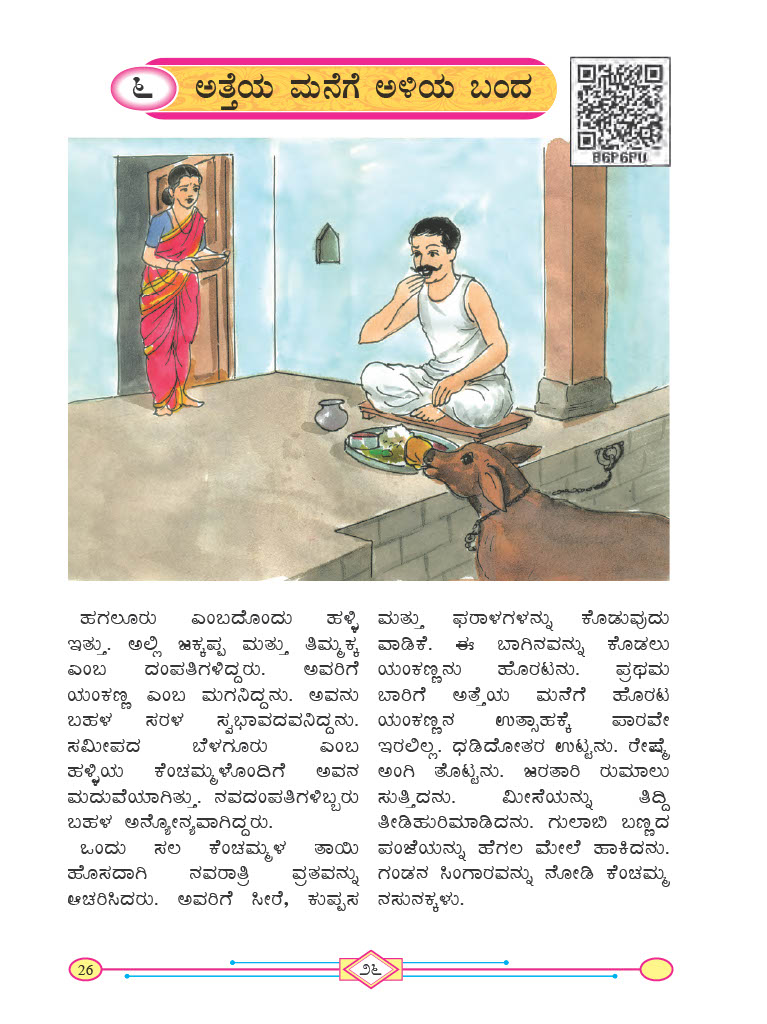 ೬
ಅತ್ತೆಯ ಮನೆಗೆ ಅಳಿಯ ಬಂದ
B6P6PU
ಹಗಲೂರು ಎಂಬದೊಂದು ಹಳ್ಳಿ
ಇತ್ತು. ಅಲ್ಲಿ ಜಕ್ಕಪ್ಪ ಮತ್ತು ತಿಮ್ಮಕ್ಕ
ಎಂಬ ದಂಪತಿಗಳಿದ್ದರು. ಅವರಿಗೆ
ಯಂಕಣ್ಣ ಎಂಬ ಮಗನಿದ್ದನು. ಅವನು
ಬಹಳ ಸರಳ ಸ್ವಭಾವದವನಿದ್ದನು.
ಸಮೀಪದ ಬೆಳಗೂರು ಎಂಬ
ಹಳ್ಳಿಯ ಕೆಂಚಮ್ಮಳೊಂದಿಗೆ ಅವನ
ಮದುವೆಯಾಗಿತ್ತು. ನವದಂಪತಿಗಳಿಬ್ಬರು
ಬಹಳ ಅನ್ಯೋನ್ಯವಾಗಿದ್ದರು.
ಒಂದು ಸಲ ಕೆಂಚಮ್ಮಳ ತಾಯಿ
ಹೊಸದಾಗಿ ನವರಾತ್ರಿ ವ್ರತವನ್ನು
ಆಚರಿಸಿದರು. ಅವರಿಗೆ ಸೀರೆ, ಕುಪ್ಪಸ
ಮತ್ತು ಫರಾಳಗಳನ್ನು ಕೊಡುವುದು
ವಾಡಿಕೆ. ಈ ಬಾಗಿನವನ್ನು ಕೊಡಲು
ಯಂಕಣ್ಣನು ಹೊರಟನು. ಪ್ರಥಮ
ಬಾರಿಗೆ ಅತ್ತೆಯ ಮನೆಗೆ ಹೊರಟ
ಯಂಕಣ್ಣನ ಉತ್ಸಾಹಕ್ಕೆ ಪಾರವೇ
ಇರಲಿಲ್ಲ. ಧಡಿದೋತರ ಉಟ್ಟನು. ರೇಷ್ಮೆ
ಅಂಗಿ ತೊಟ್ಟನು. ಜರತಾರಿ ರುಮಾಲು
ಸುತ್ತಿದನು. ಮೀಸೆಯನ್ನು ತಿದ್ದಿ
ತೀಡಿಹುರಿಮಾಡಿದನು. ಗುಲಾಬಿ ಬಣ್ಣದ
ಪಂಜೆಯನ್ನು ಹೆಗಲ ಮೇಲೆ ಹಾಕಿದನು.
ಗಂಡನ ಸಿಂಗಾರವನ್ನು ನೋಡಿ ಕೆಂಚಮ್ಮ
ನಸುನಕ್ಕಳು.
26
೨೬